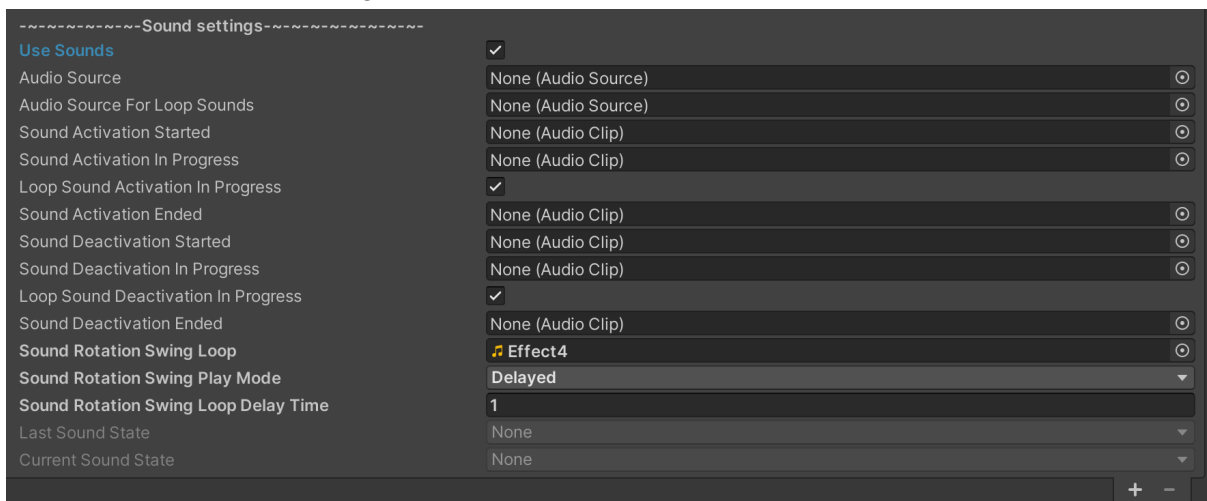 -~-~-~-~-~-~-Sound settings-~-~-~-~-~-~-~-
Use Sounds
Audio Source None (Audio Source)
Audio Source For Loop Sounds None (Audio Source)
Sound Activation Started None (Audio Clip)
Sound Activation In Progress None (Audio Clip)
Loop Sound Activation In Progress
Sound Activation Ended None (Audio Clip)
Sound Deactivation Started None (Audio Clip)
Sound Deactivation In Progress None (Audio Clip)
Loop Sound Deactivation In Progress
Sound Deactivation Ended None (Audio Clip)
Sound Rotation Swing Loop Effect4
Sound Rotation Swing Play Mode Delayed
Sound Rotation Swing Loop Delay Time 1
Last Sound State None
Current Sound State None
+ -